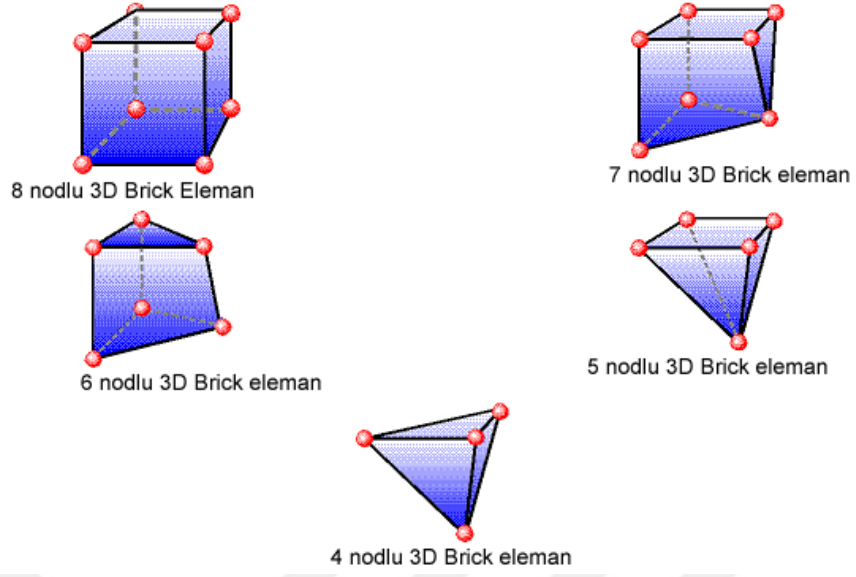 8 nodlu 3D Brick Eleman
7 nodlu 3D Brick eleman
6 nodlu 3D Brick eleman
5 nodlu 3D Brick eleman
4 nodlu 3D Brick eleman